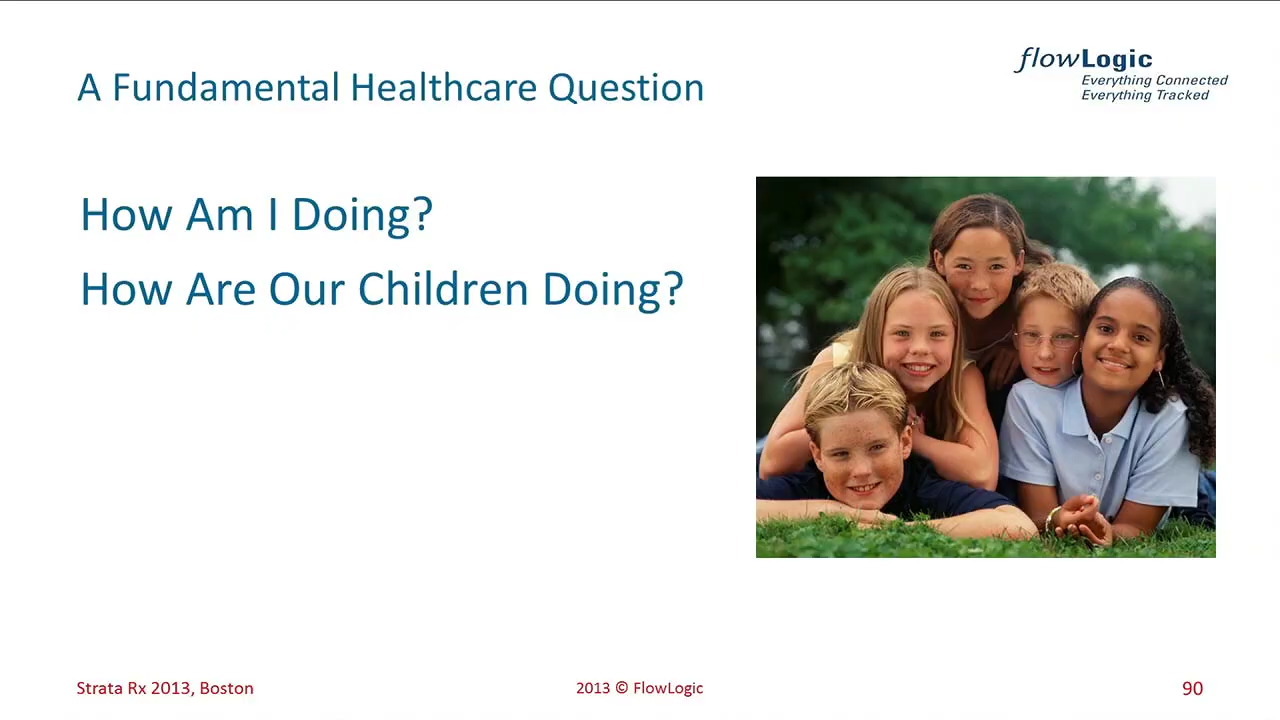 A Fundamental Healthcare Question
flowLogic
Everything Connected
Everything Tracked
How Am I Doing?
How Are Our Children Doing?
Strata Rx 2013, Boston
2013 © FlowLogic
90